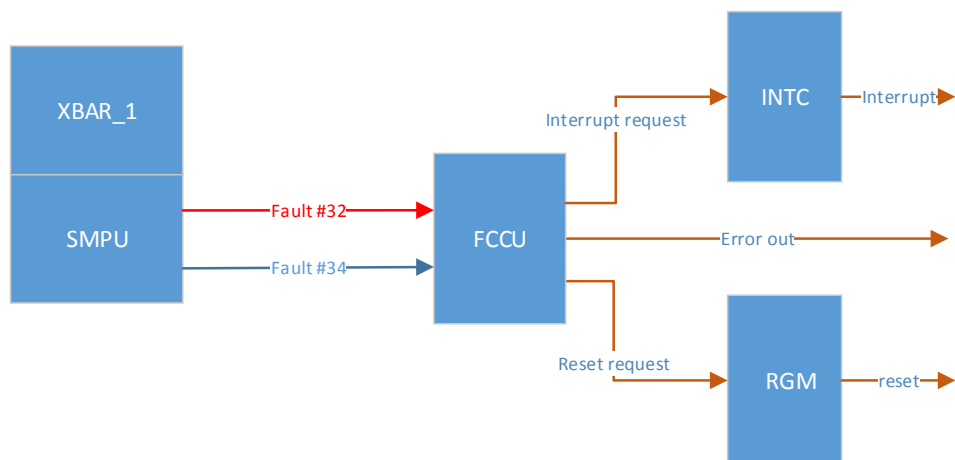 XBAR_1
SMPU
Fault #32
Fault #34
FCCU
Interrupt request
INTC
Interrupt
Error out
Reset request
RGM
reset